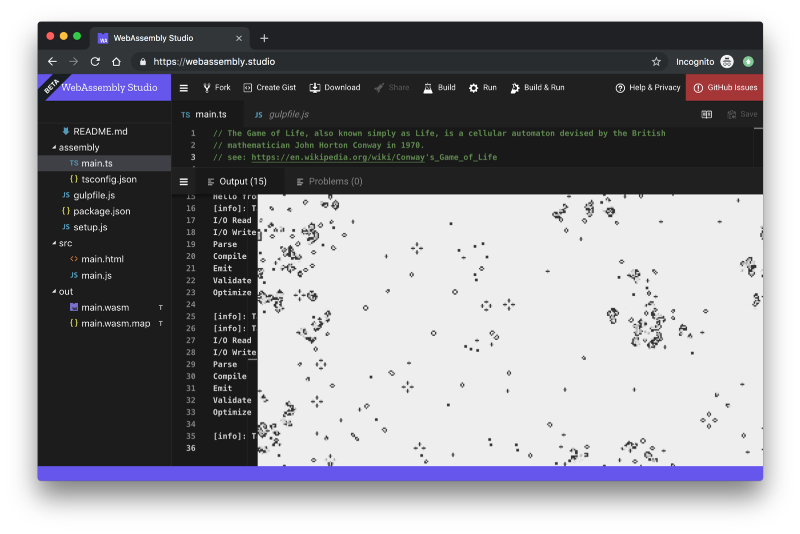 WebAssembly Studio
https://webassembly.studio
Incognito
BETA
WebAssembly Studio
Fork
Create Gist
Download
Share
Build
Run
Build & Run
Help & Privacy
GitHub Issues
README.md
assembly
TS main.ts
{ } tsconfig.json
JS gulpfile.js
{ } package.json
JS setup.js
src
<> main.html
JS main.js
out
WA main.wasm T
{ } main.wasm.map T
TS main.ts
JS gulpfile.js
Save
1 // The Game of Life, also known simply as Life, is a cellular automaton devised by the British
2 // mathematician John Horton Conway in 1970.
3 // see: https://en.wikipedia.org/wiki/Conway's_Game_of_Life
Output (15)
Problems (0)
15 Hello fro
16 [info]: T
17 I/O Read
18 I/O Write
19 Parse
20 Compile
21 Emit
22 Validate
23 Optimize
24
25 [info]: T
26 [info]: T
27 I/O Read
28 I/O Write
29 Parse
30 Compile
31 Emit
32 Validate
33 Optimize
34
35 [info]: T
36